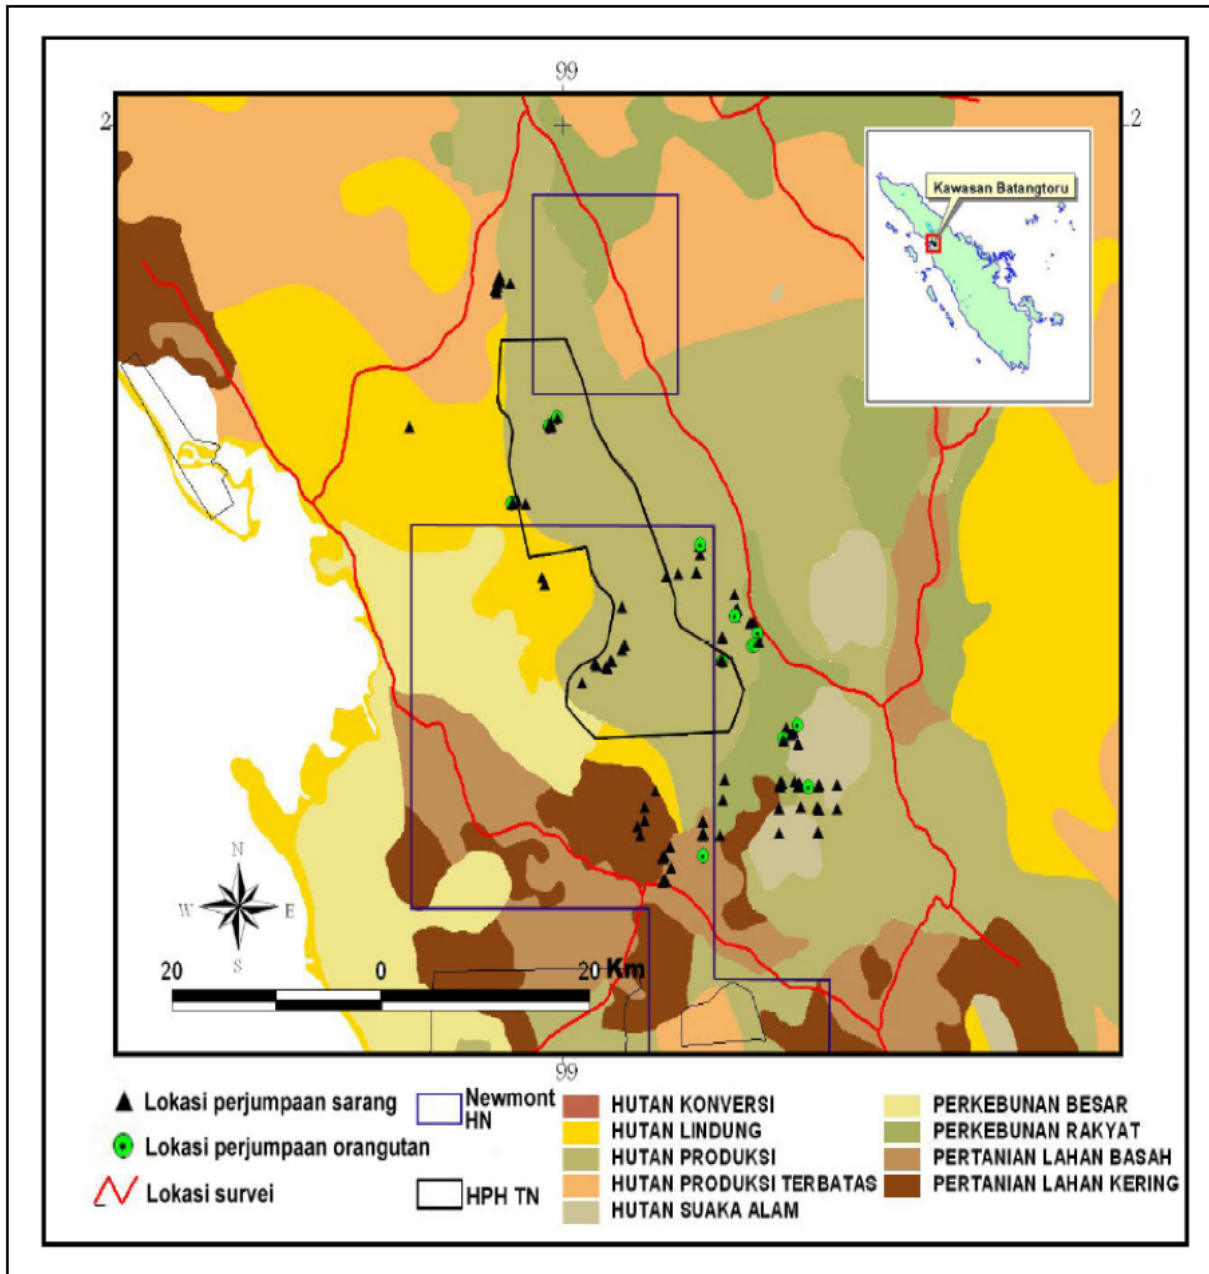 99
2
2
Kawasan Batangtoru
N
W
E
S
20
0
20 Km
99
Lokasi perjumpaan sarang
Lokasi perjumpaan orangutan
Lokasi survei
Newmont
HN
HPH TN
HUTAN KONVERSI
HUTAN LINDUNG
HUTAN PRODUKSI
HUTAN PRODUKSI TERBATAS
HUTAN SUAKA ALAM
PERKEBUNAN BESAR
PERKEBUNAN RAKYAT
PERTANIAN LAHAN BASAH
PERTANIAN LAHAN KERING